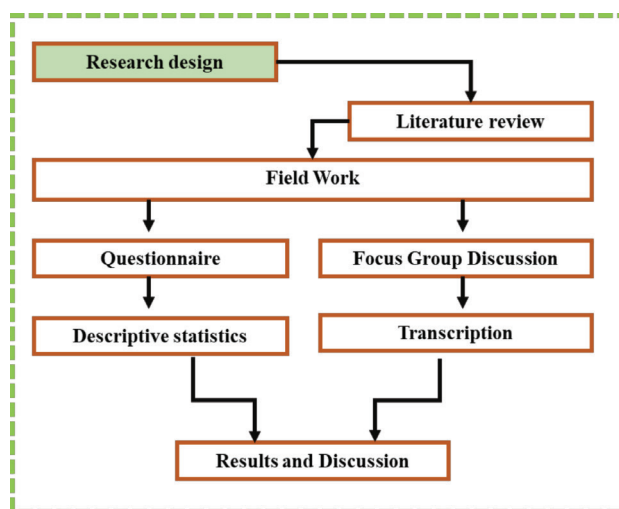 Research design
Literature review
Field Work
Questionnaire
Focus Group Discussion
Descriptive statistics
Transcription
Results and Discussion